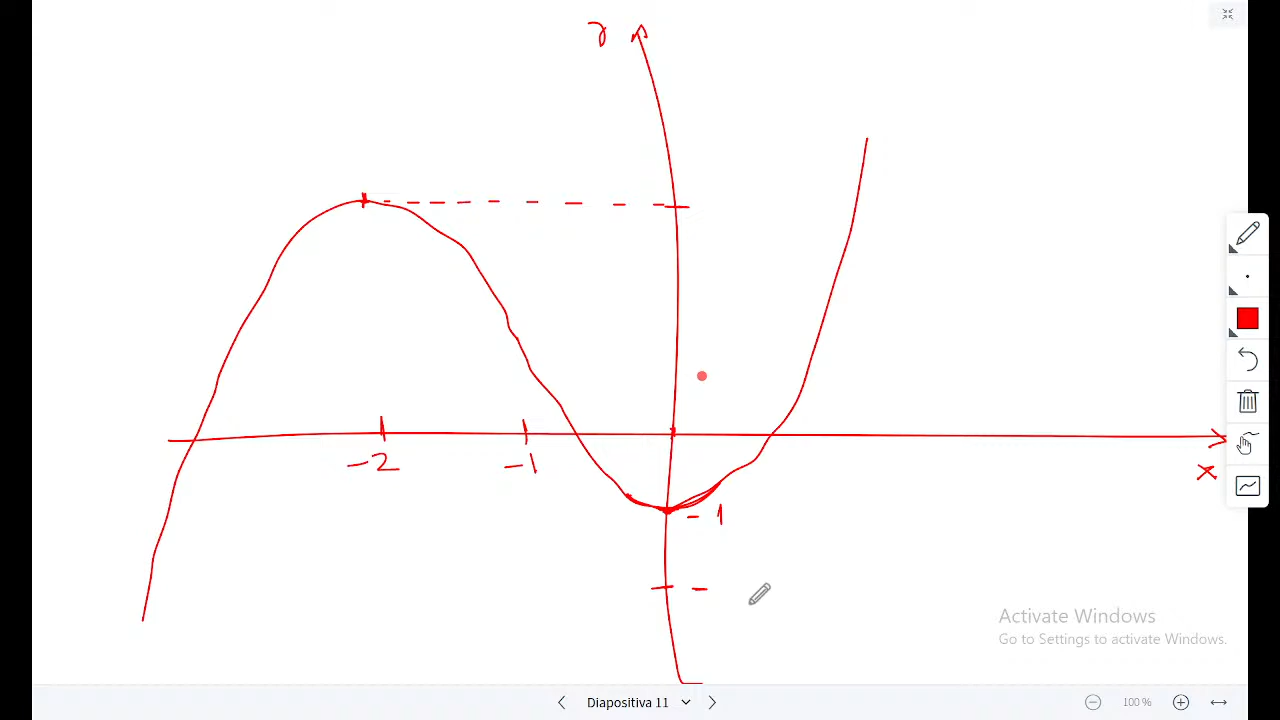 y
-2
-1
x
-1
-
Activate Windows
Go to Settings to activate Windows.
Diapositiva 11
100 %